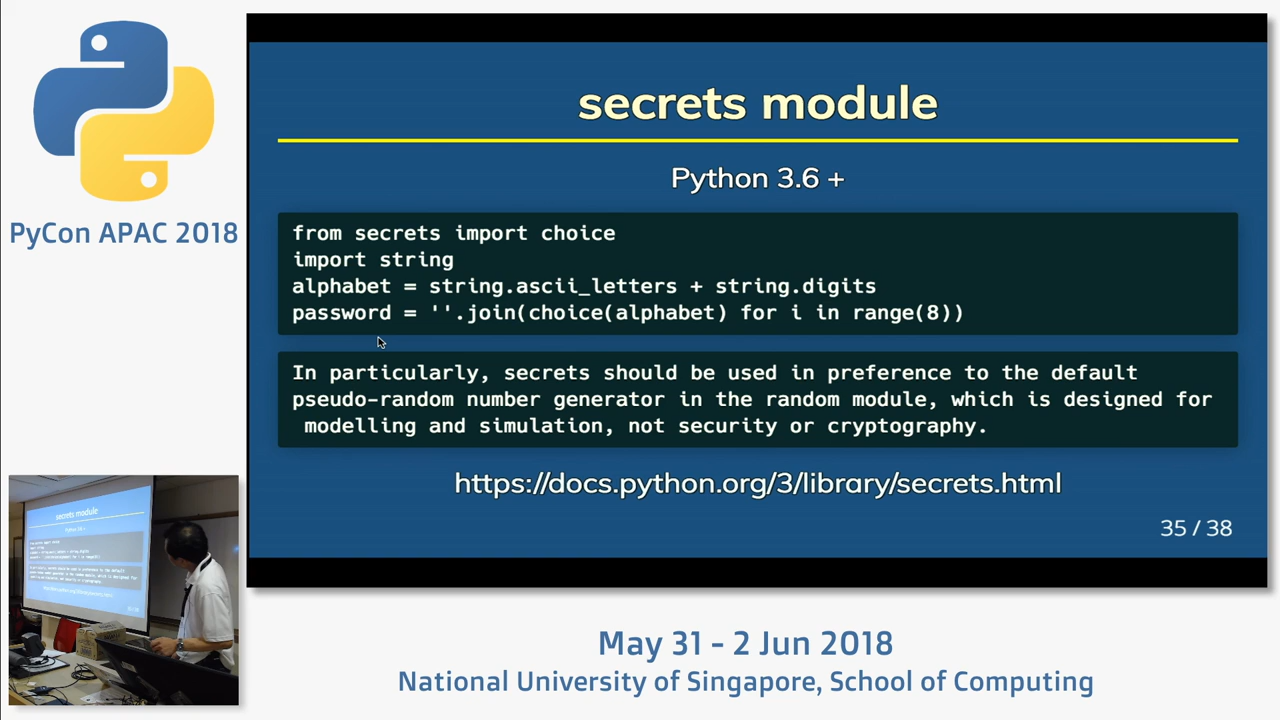 PyCon APAC 2018
secrets module
Python 3.6 +
from secrets import choice
import string
alphabet = string.ascii_letters + string.digits
password = ''.join(choice(alphabet) for i in range(8))
In particularly, secrets should be used in preference to the default
pseudo-random number generator in the random module, which is designed for
modelling and simulation, not security or cryptography.
https://docs.python.org/3/library/secrets.html
35 / 38
secrets module
May 31 - 2 Jun 2018
National University of Singapore, School of Computing